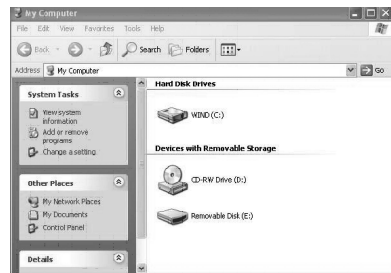 My Computer
File Edit View Favorites Tools Help
Back Search Folders
Address My Computer Go
System Tasks
View system
information
Add or remove
programs
Change a setting
Other Places
My Network Places
My Documents
Control Panel
Details
Hard Disk Drives
WIND (C:)
Devices with Removable Storage
CD-RW Drive (D:)
Removable Disk (E:)